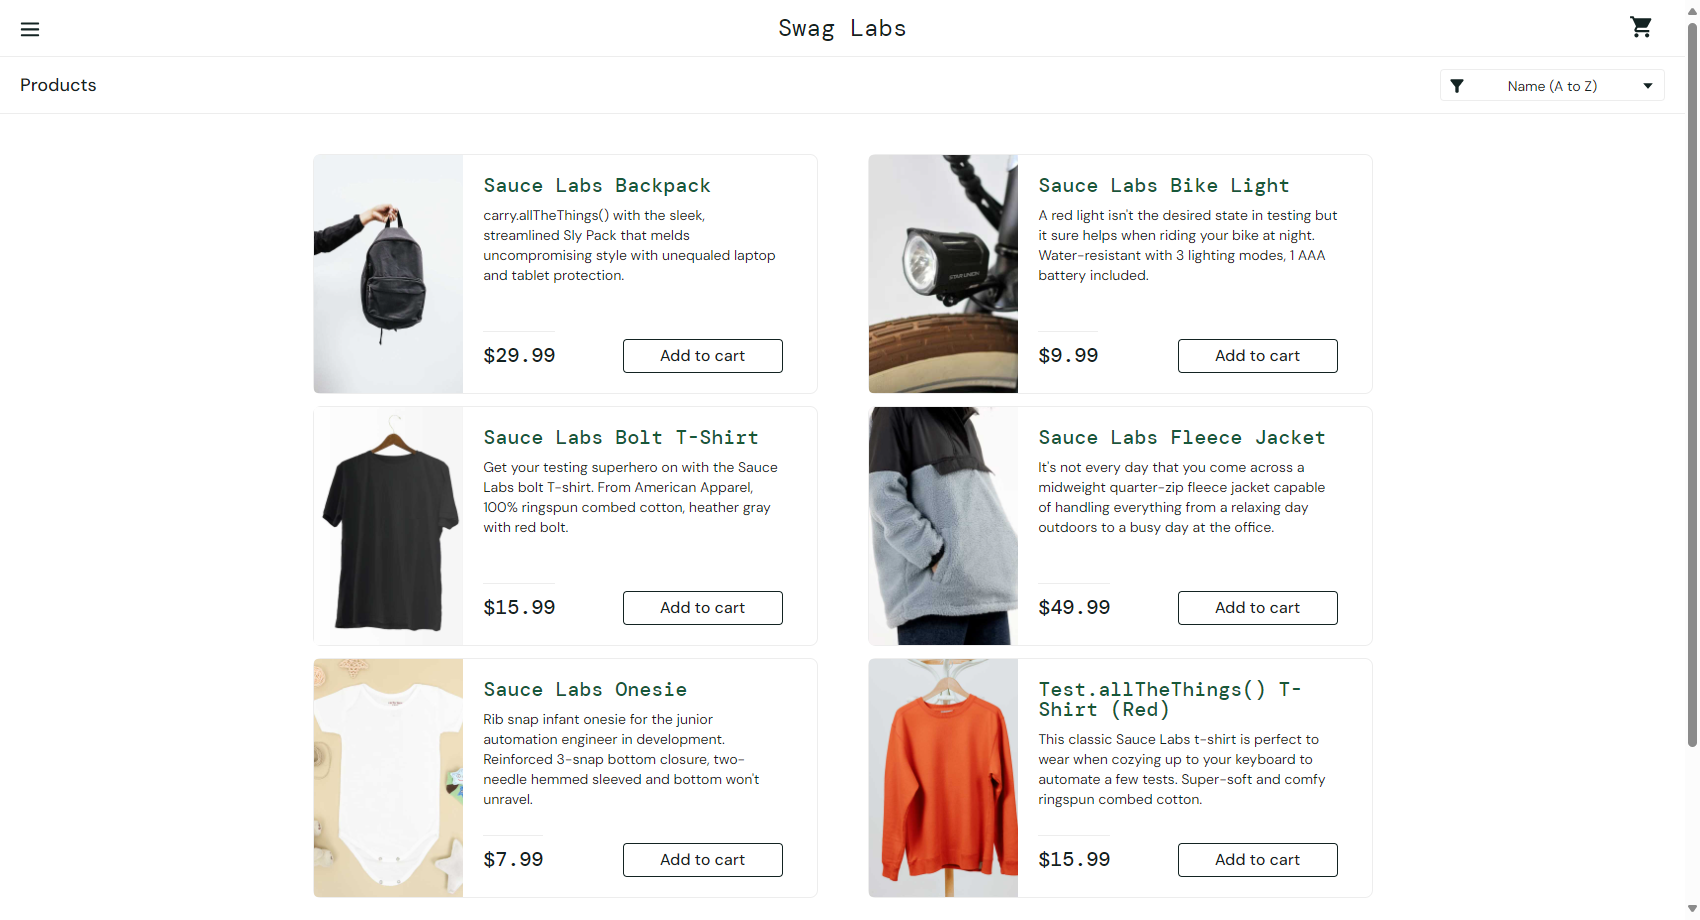 Swag Labs
Products
Name (A to Z)
Sauce Labs Backpack
carry.allTheThings() with the sleek,
streamlined Sly Pack that melds
uncompromising style with unequaled laptop
and tablet protection.
$29.99
Add to cart
Sauce Labs Bike Light
A red light isn't the desired state in testing but
it sure helps when riding your bike at night.
Water-resistant with 3 lighting modes, 1 AAA
battery included.
$9.99
Add to cart
STAR UNION
Sauce Labs Bolt T-Shirt
Get your testing superhero on with the Sauce
Labs bolt T-shirt. From American Apparel,
100% ringspun combed cotton, heather gray
with red bolt.
$15.99
Add to cart
Sauce Labs Fleece Jacket
It's not every day that you come across a
midweight quarter-zip fleece jacket capable
of handling everything from a relaxing day
outdoors to a busy day at the office.
$49.99
Add to cart
Sauce Labs Onesie
Rib snap infant onesie for the junior
automation engineer in development.
Reinforced 3-snap bottom closure, two-
needle hemmed sleeved and bottom won't
unravel.
$7.99
Add to cart
Test.allTheThings() T-
Shirt (Red)
This classic Sauce Labs t-shirt is perfect to
wear when cozying up to your keyboard to
automate a few tests. Super-soft and comfy
ringspun combed cotton.
$15.99
Add to cart